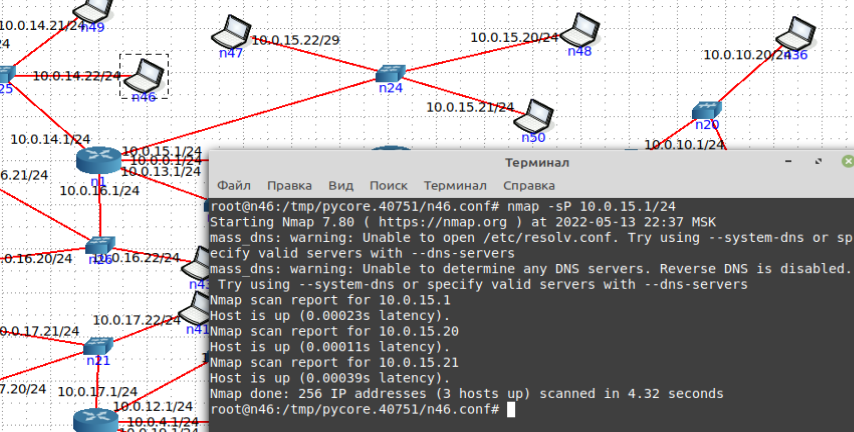 10.0.14.21/24
n49
24
10.0.14.22/24
25
n46
10.0.15.22/29
n47
10.0.15.20/24
n48
n24
10.0.15.21/24
n50
10.0.10.20/24
n36
n20
10.0.10.1/24
10.0.14.1/24
10.0.15.1/24
10.0.0.1/24
10.0.13.1/24
n1
6.21/24
10.0.16.1/24
n26
.0.16.20/24
10.0.16.22/24
n43
10.0.17.22/24
n41
0.0.17.21/24
n21
7.20/24
10.0.17.1/24
10.0.12.1/24
10.0.4.1/24
Терминал
Файл Правка Вид Поиск Терминал Справка
root@n46:/tmp/pycore.40751/n46.conf# nmap -sP 10.0.15.1/24
Starting Nmap 7.80 ( https://nmap.org ) at 2022-05-13 22:37 MSK
mass_dns: warning: Unable to open /etc/resolv.conf. Try using --system-dns or sp
ecify valid servers with --dns-servers
mass_dns: warning: Unable to determine any DNS servers. Reverse DNS is disabled.
Try using --system-dns or specify valid servers with --dns-servers
Nmap scan report for 10.0.15.1
Host is up (0.00023s latency).
Nmap scan report for 10.0.15.20
Host is up (0.00011s latency).
Nmap scan report for 10.0.15.21
Host is up (0.00039s latency).
Nmap done: 256 IP addresses (3 hosts up) scanned in 4.32 seconds
root@n46:/tmp/pycore.40751/n46.conf#